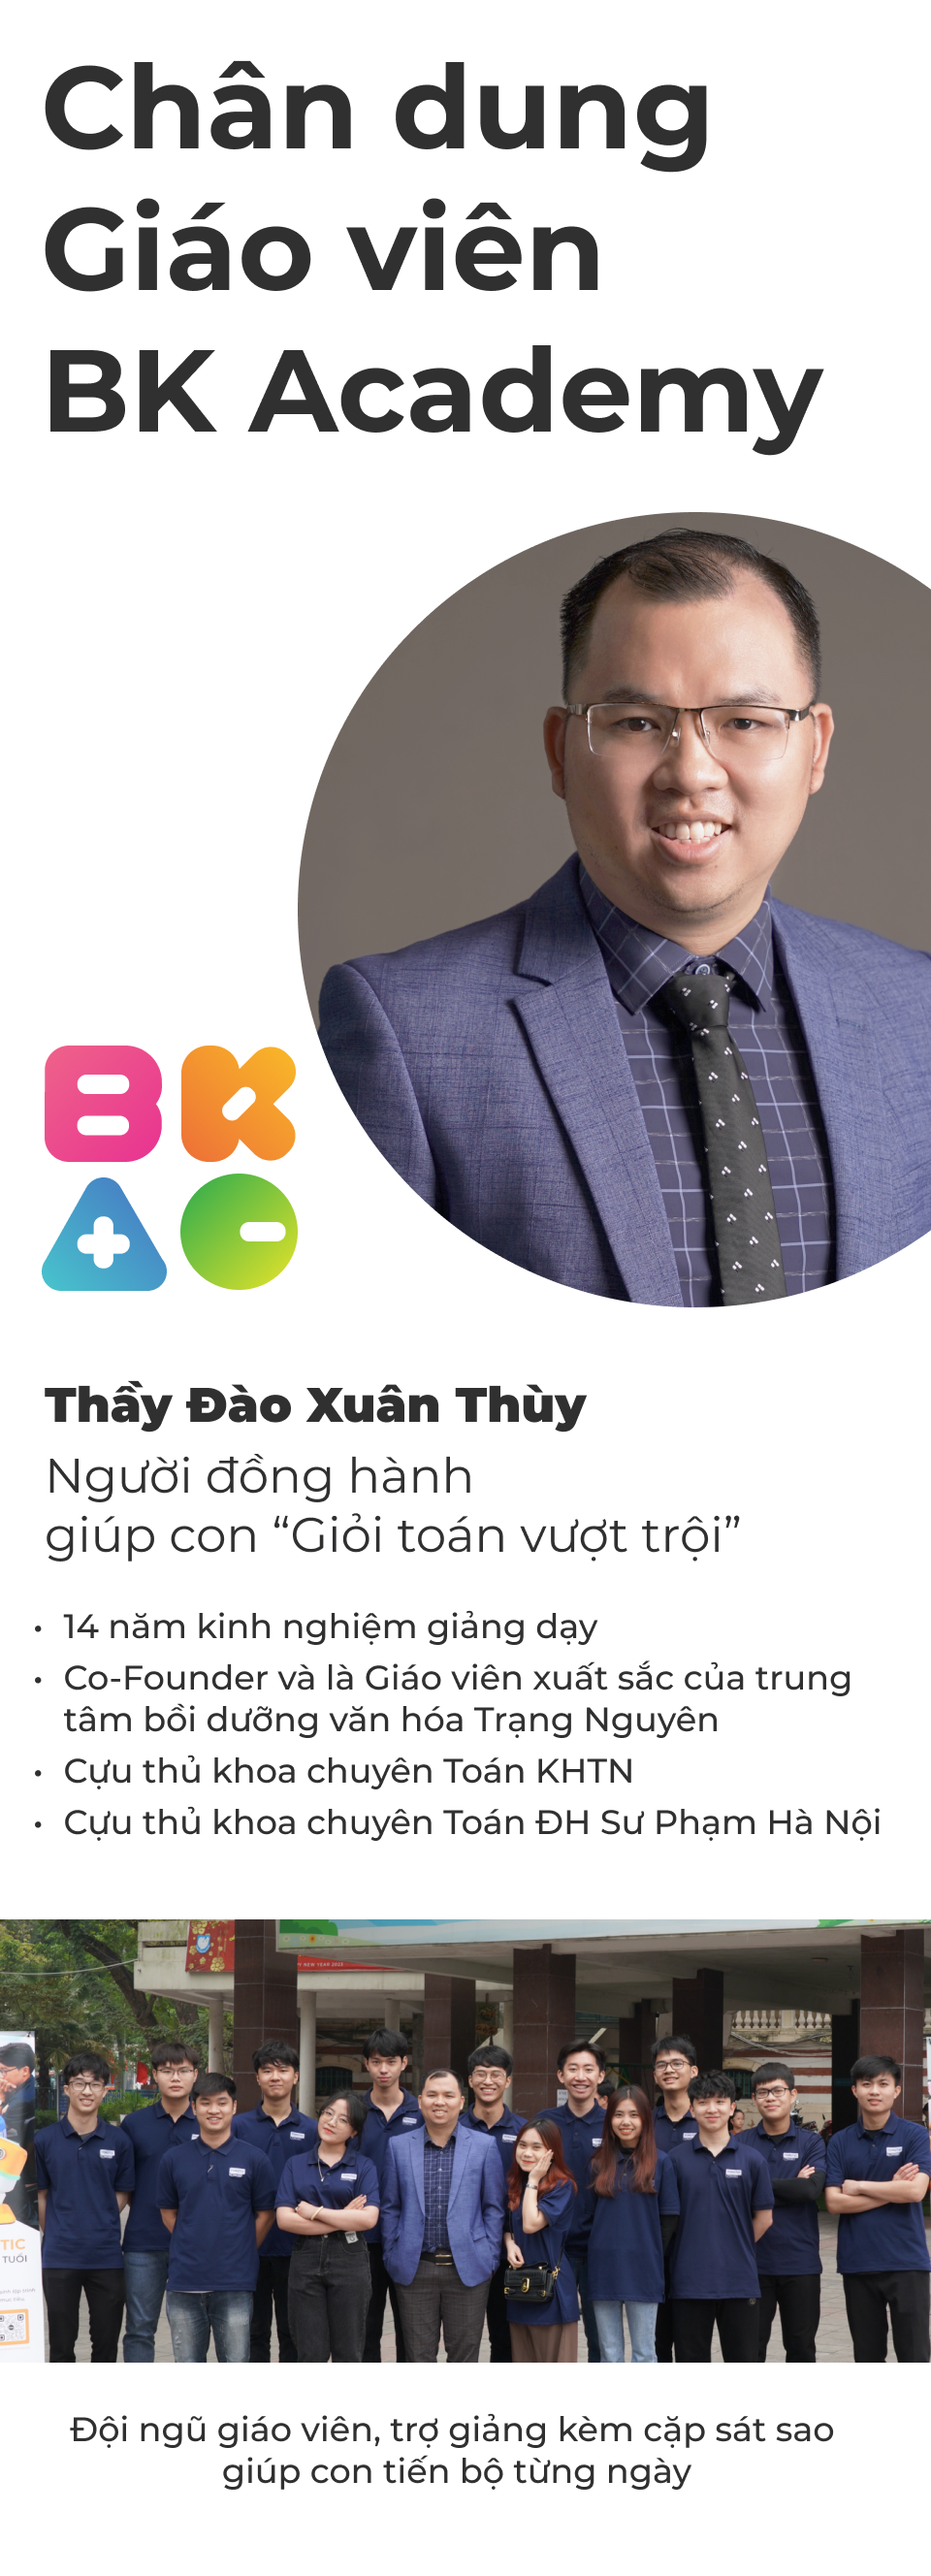 Chân dung
Giáo viên
BK Academy
BK
Thầy Đào Xuân Thùy
Người đồng hành
giúp con “Giỏi toán vượt trội”
• 14 năm kinh nghiệm giảng dạy
• Co-Founder và là Giáo viên xuất sắc của trung
tâm bồi dưỡng văn hóa Trạng Nguyên
• Cựu thủ khoa chuyên Toán KHTN
• Cựu thủ khoa chuyên Toán ĐH Sư Phạm Hà Nội
TIC
TUỔI
Đội ngũ giáo viên, trợ giảng kèm cặp sát sao
giúp con tiến bộ từng ngày